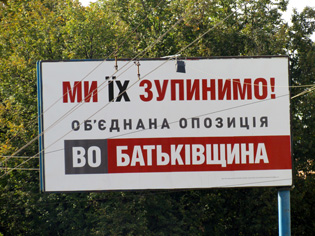 МИ ЇХ ЗУПИНИМО!
ОБ'ЄДНАНА ОПОЗИЦІЯ
ВО БАТЬКІВЩИНА